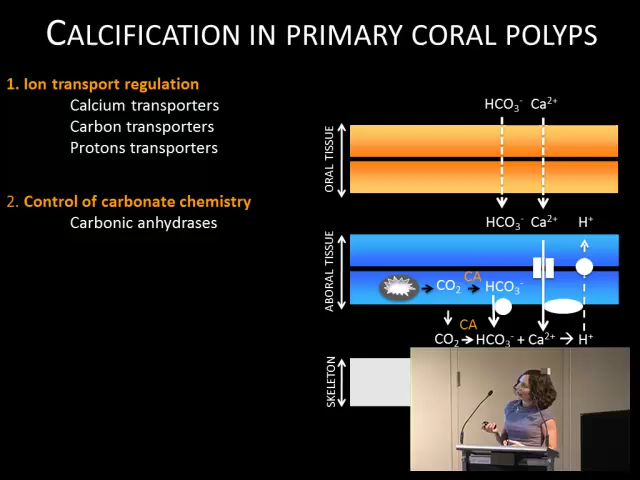 CALCIFICATION IN PRIMARY CORAL POLYPS
1. Ion transport regulation
Calcium transporters
Carbon transporters
Protons transporters
2. Control of carbonate chemistry
Carbonic anhydrases
HCO₃⁻ Ca²⁺
ORAL TISSUE
HCO₃⁻ Ca²⁺ H⁺
ABORAL TISSUE
CO₂ CA HCO₃⁻
CA
CO₂ HCO₃⁻ + Ca²⁺ → H⁺
SKELETON